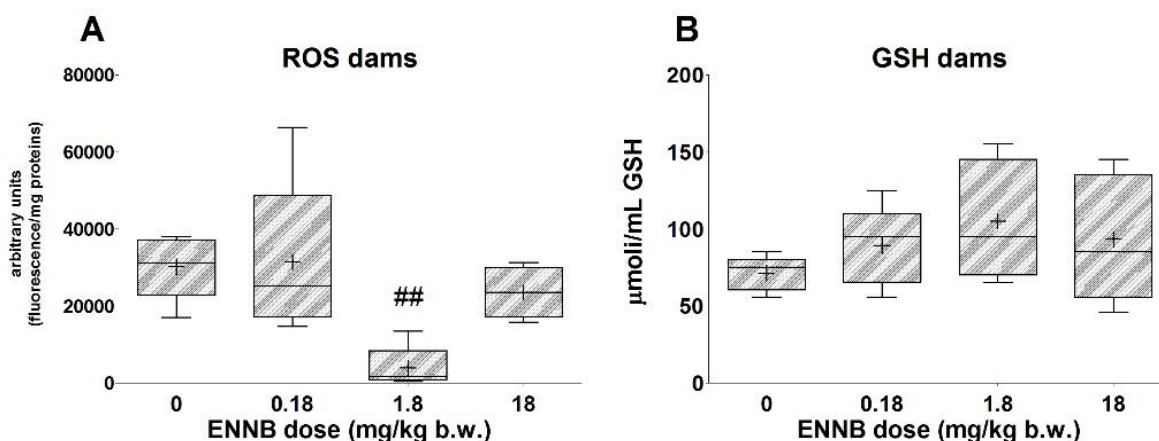 A
ROS dams
80000
60000
40000
20000
0
arbitrary units
(fluorescence/mg proteins)
##
0 0.18 1.8 18
ENNB dose (mg/kg b.w.)
B
GSH dams
200
150
100
50
0
μmoli/mL GSH
0 0.18 1.8 18
ENNB dose (mg/kg b.w.)